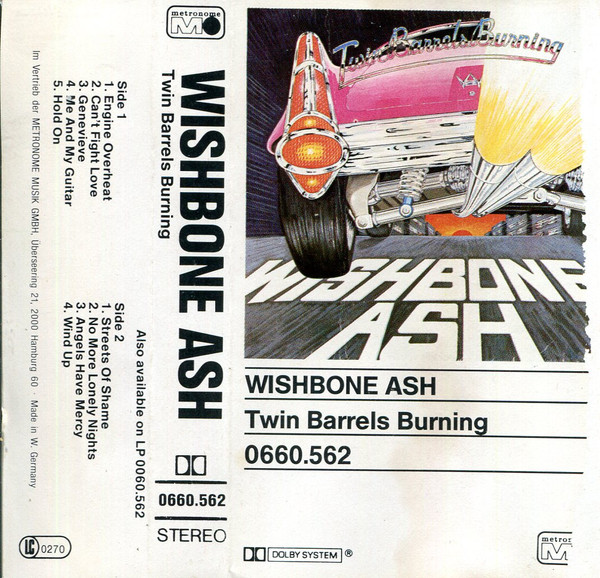 Side 1
1. Engine Overheat
2. Can't Fight Love
3. Genevieve
4. Me And My Guitar
5. Hold On
Side 2
1. Streets Of Shame
2. No More Lonely Nights
3. Angels Have Mercy
4. Wind Up
Im Vertrieb der METRONOME MUSIK GMBH, Überseering 21, 2000 Hamburg 60 · Made in W. Germany
LC 0270
Also available on LP 0060.562
metronome
M
WISHBONE ASH
Twin Barrels Burning
0660.562
STEREO
Twin Barrels Burning
WISHBONE
ASH
WISHBONE ASH
Twin Barrels Burning
0660.562
DOLBY SYSTEM ®
metror
M